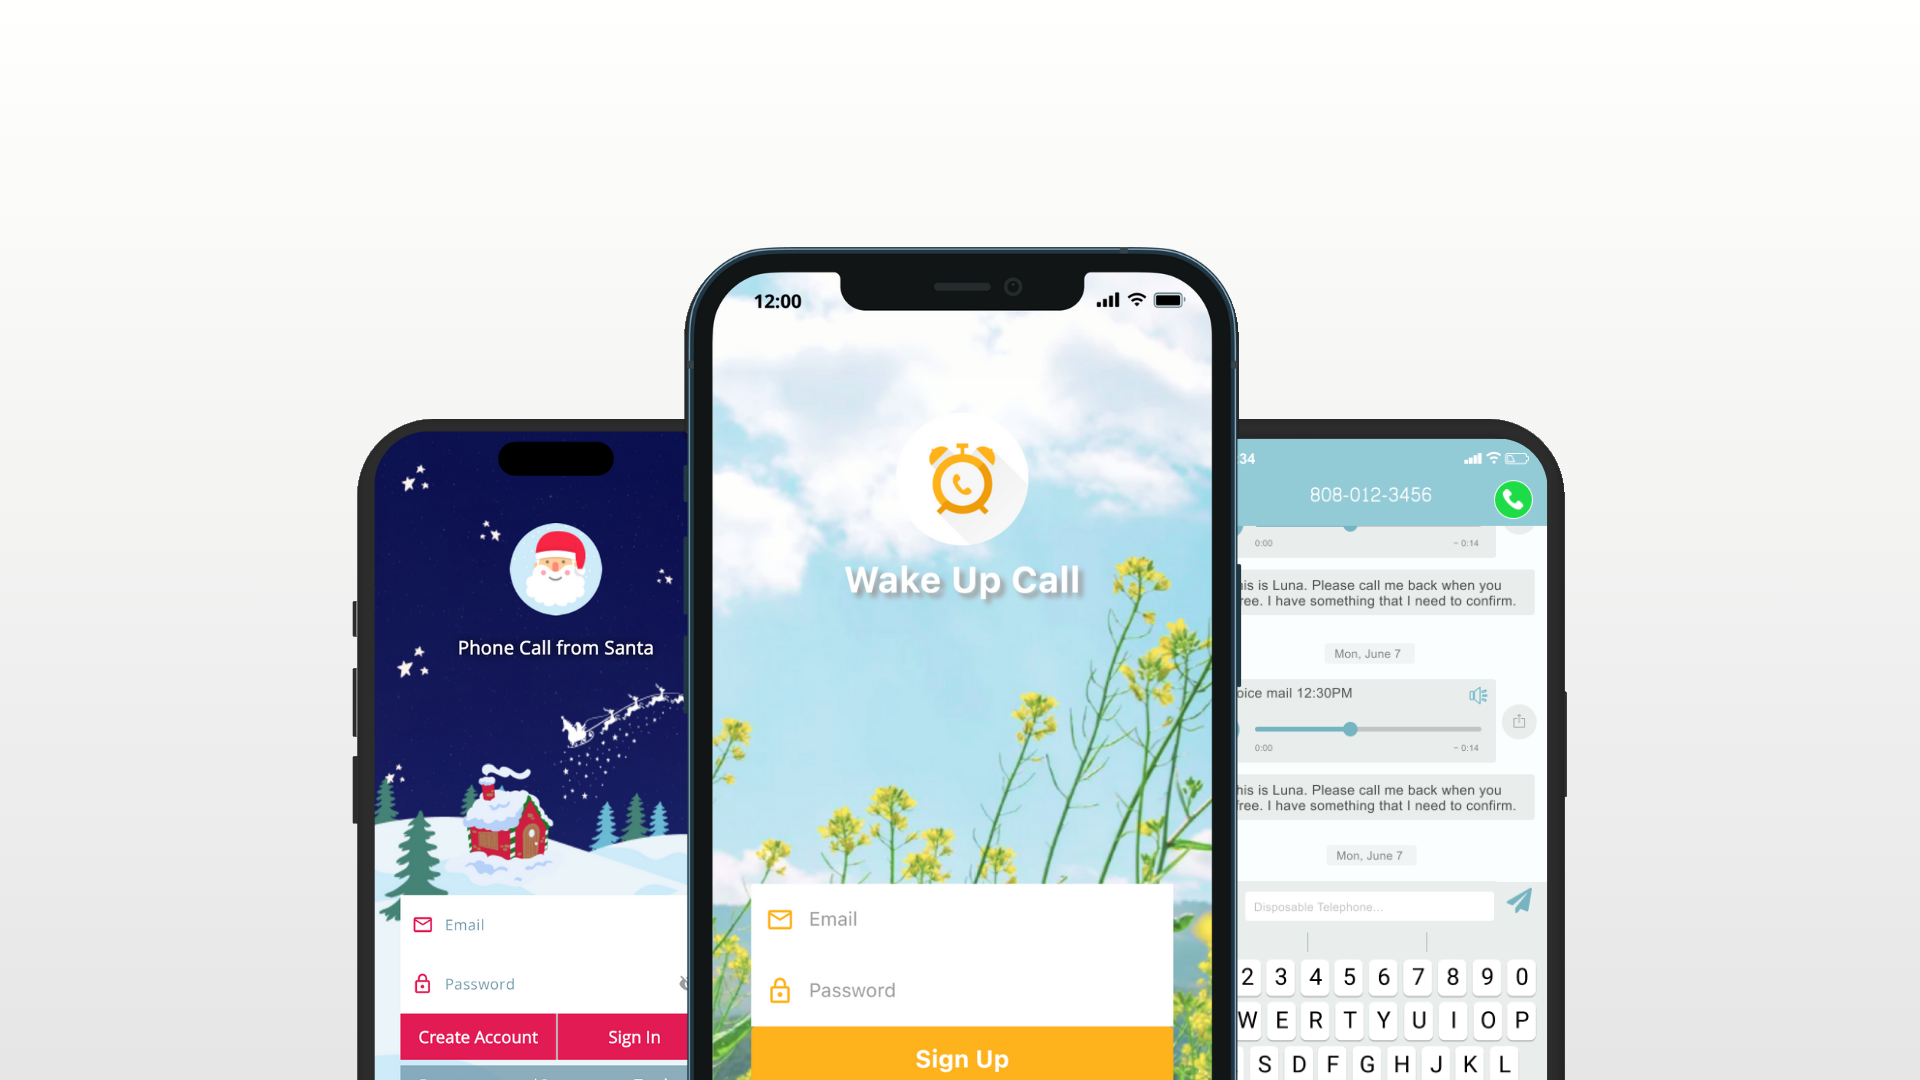 Phone Call from Santa
Email
Password
Create Account
Sign In
12:00
Wake Up Call
Email
Password
Sign Up
34
808-012-3456
0:00
- 0:14
his is Luna. Please call me back when you
ree. I have something that I need to confirm.
Mon, June 7
oice mail 12:30PM
0:00
- 0:14
his is Luna. Please call me back when you
free. I have something that I need to confirm.
Mon, June 7
Disposable Telephone...
2 3 4 5 6 7 8 9 0
W E R T Y U I O P
S D F G H J K L